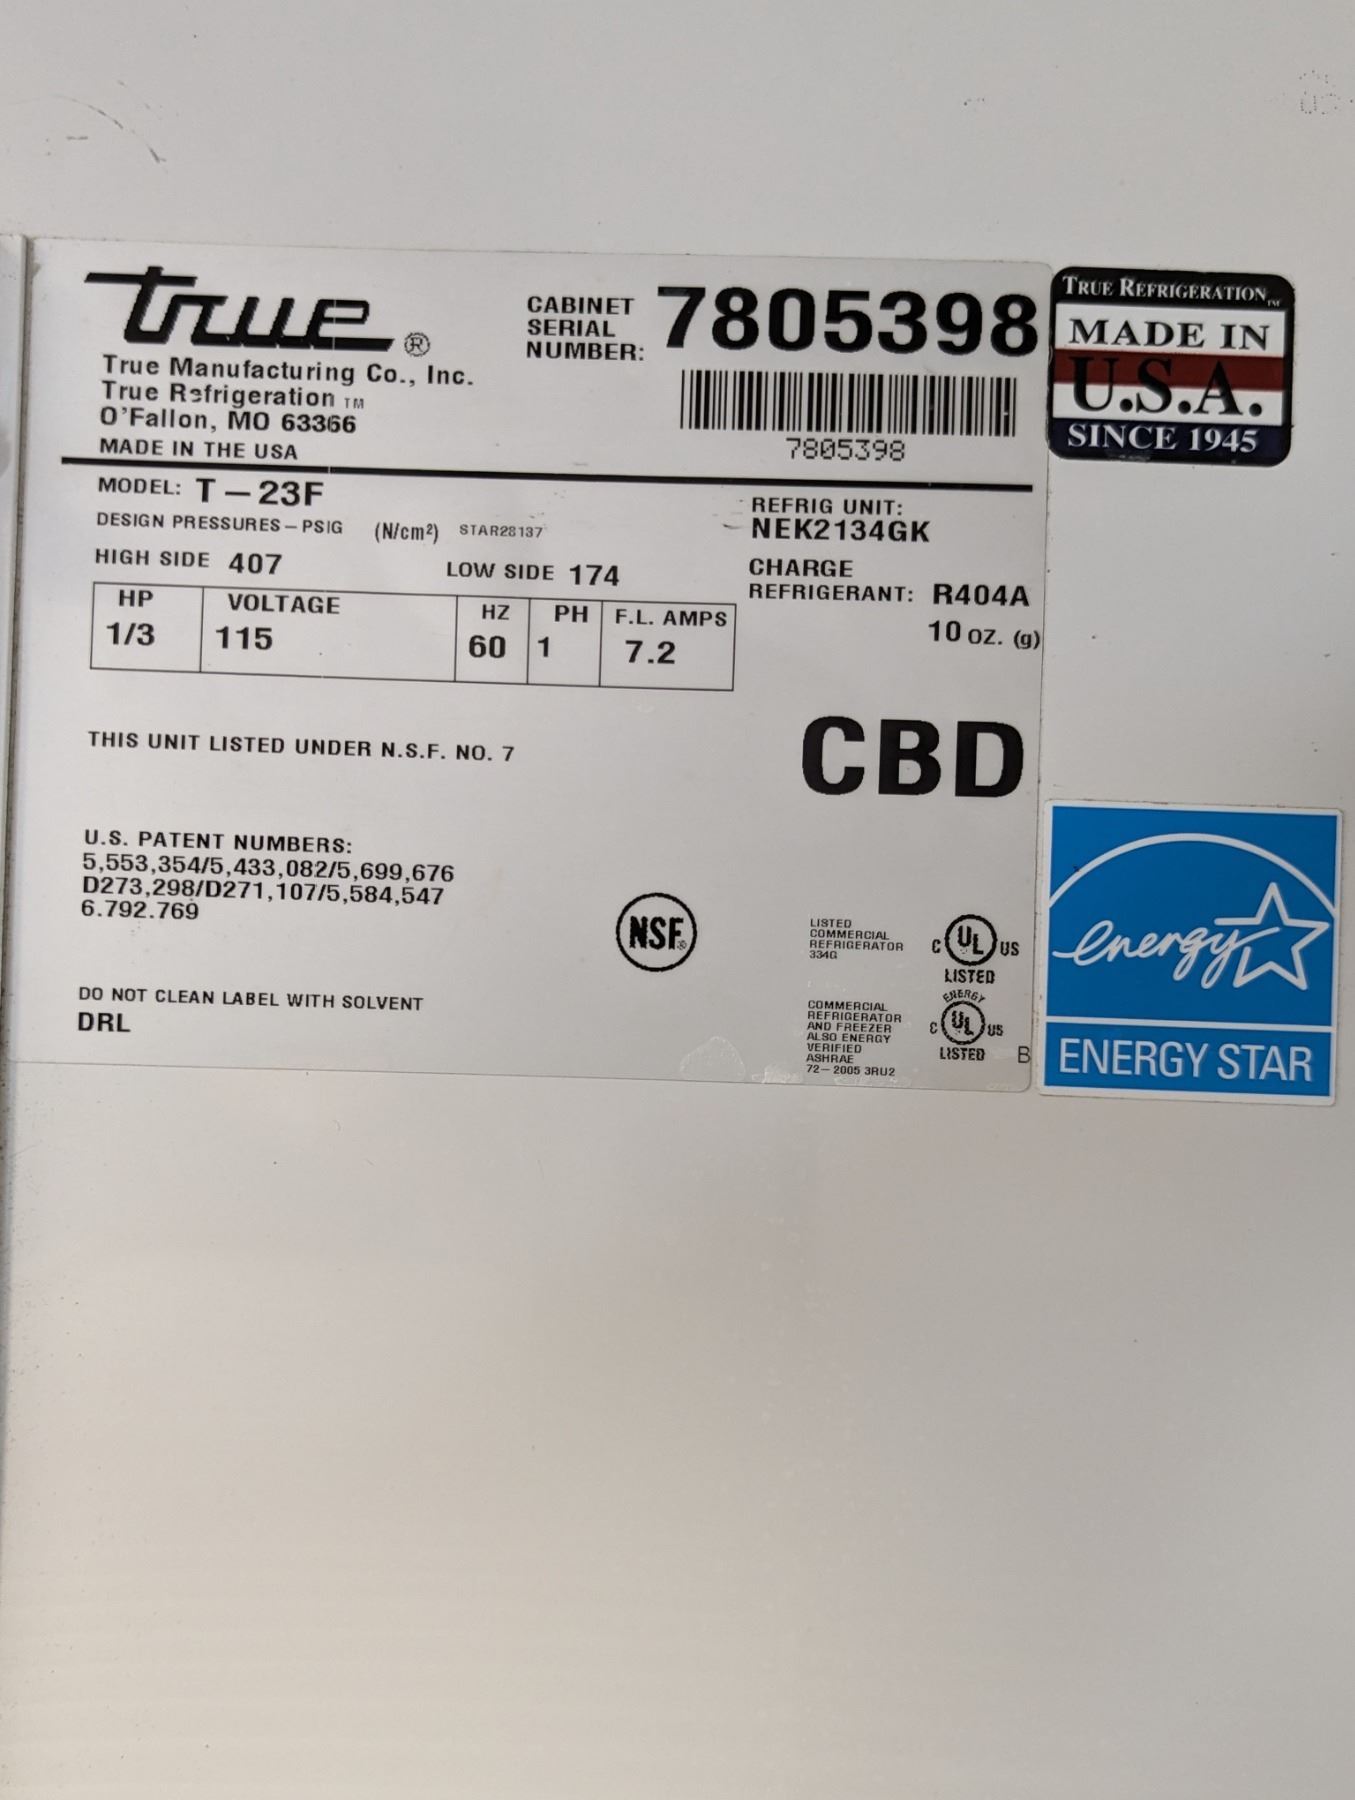 true ®
True Manufacturing Co., Inc.
True Refrigeration TM
O'Fallon, MO 63366
MADE IN THE USA
CABINET
SERIAL
NUMBER: 7805398
7805398
TRUE REFRIGERATION TM
MADE IN
U.S.A.
SINCE 1945
MODEL: T-23F
DESIGN PRESSURES-PSIG (N/cm²) STAR28137
HIGH SIDE 407 LOW SIDE 174
REFRIG UNIT:
NEK2134GK
CHARGE
REFRIGERANT: R404A
10 OZ. (g)
HP VOLTAGE HZ PH F.L. AMPS
1/3 115 60 1 7.2
CBD
THIS UNIT LISTED UNDER N.S.F. NO. 7
U.S. PATENT NUMBERS:
5,553,354/5,433,082/5,699,676
D273,298/D271,107/5,584,547
6.792.769
NSF®
LISTED
COMMERCIAL
REFRIGERATOR
334G
C UL US
LISTED
COMMERCIAL
REFRIGERATOR
AND FREEZER
ALSO ENERGY
VERIFIED
ASHRAE
72-2005 3RU2
ENERGY
C UL US
LISTED B
DO NOT CLEAN LABEL WITH SOLVENT
DRL
energy
ENERGY STAR